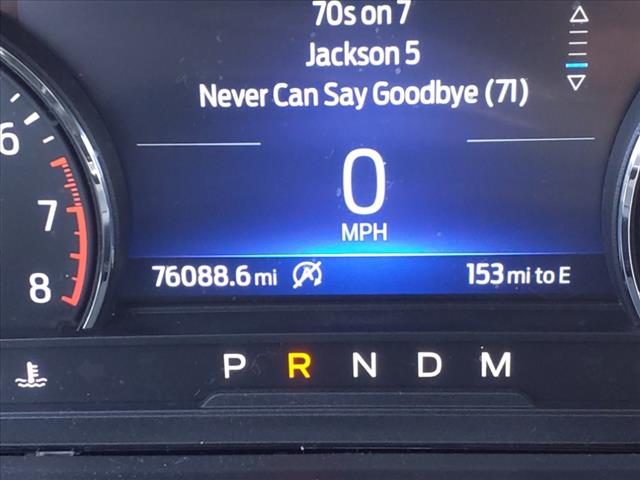 70s on 7
Jackson 5
Never Can Say Goodbye (71)
6
7
8
0
MPH
76088.6 mi
153 mi to E
P R N D M